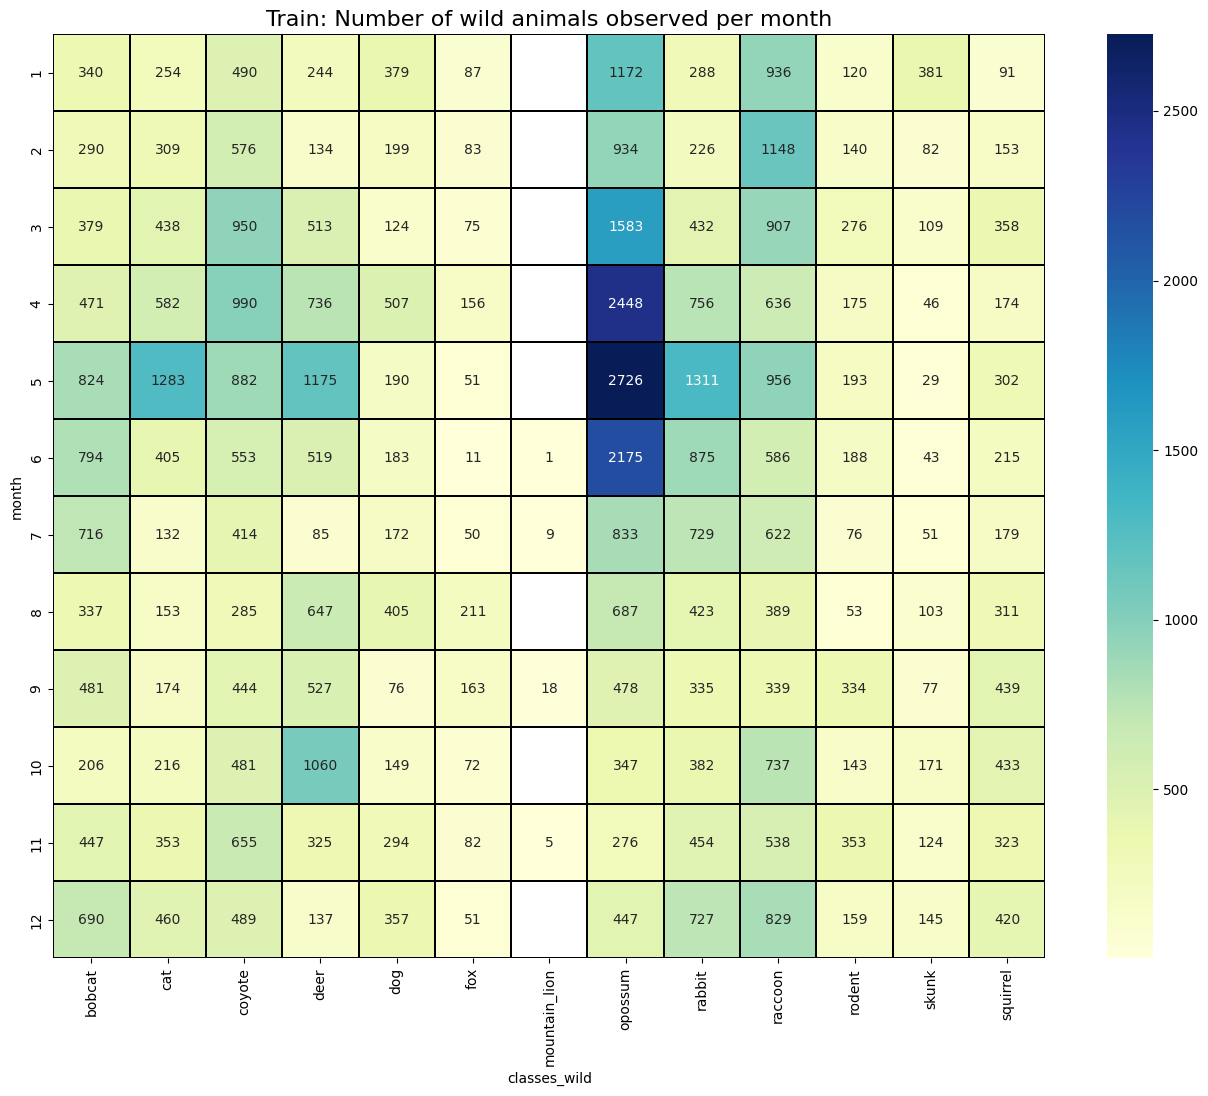 Train: Number of wild animals observed per month
1 340 254 490 244 379 87 1172 288 936 120 381 91
2 290 309 576 134 199 83 934 226 1148 140 82 153
3 379 438 950 513 124 75 1583 432 907 276 109 358
4 471 582 990 736 507 156 2448 756 636 175 46 174
5 824 1283 882 1175 190 51 2726 1311 956 193 29 302
6 794 405 553 519 183 11 1 2175 875 586 188 43 215
7 716 132 414 85 172 50 9 833 729 622 76 51 179
8 337 153 285 647 405 211 687 423 389 53 103 311
9 481 174 444 527 76 163 18 478 335 339 334 77 439
10 206 216 481 1060 149 72 347 382 737 143 171 433
11 447 353 655 325 294 82 5 276 454 538 353 124 323
12 690 460 489 137 357 51 447 727 829 159 145 420
month
bobcat cat coyote deer dog fox mountain_lion opossum rabbit raccoon rodent skunk squirrel
classes_wild
2500
2000
1500
1000
500